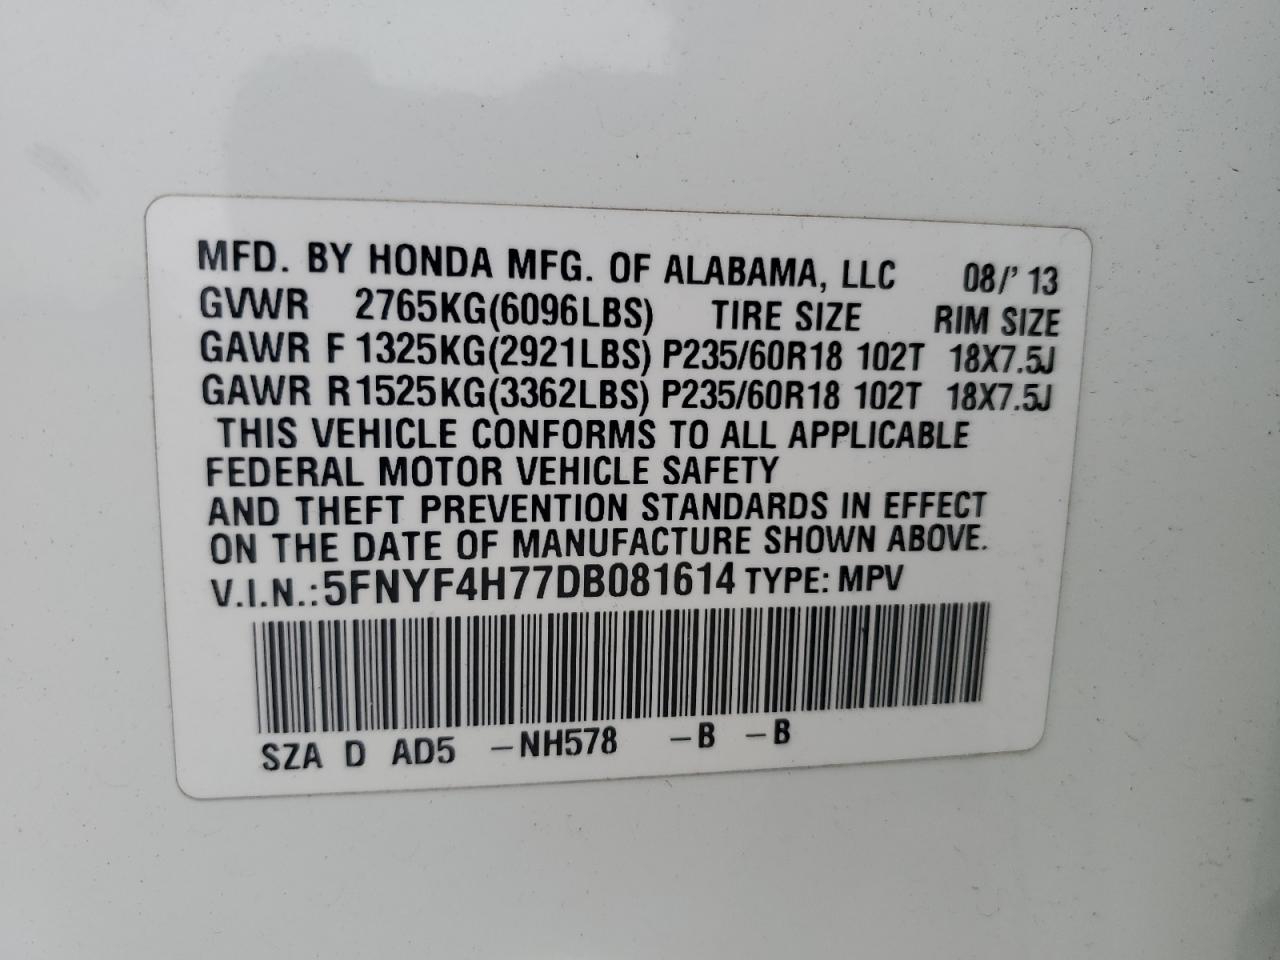 MFD. BY HONDA MFG. OF ALABAMA, LLC 08/' 13
GVWR 2765KG(6096LBS) TIRE SIZE RIM SIZE
GAWR F 1325KG(2921LBS) P235/60R18 102T 18X7.5J
GAWR R1525KG(3362LBS) P235/60R18 102T 18X7.5J
THIS VEHICLE CONFORMS TO ALL APPLICABLE
FEDERAL MOTOR VEHICLE SAFETY
AND THEFT PREVENTION STANDARDS IN EFFECT
ON THE DATE OF MANUFACTURE SHOWN ABOVE.
V.I.N.:5FNYF4H77DB081614 TYPE: MPV
SZA D AD5 -NH578 -B -B